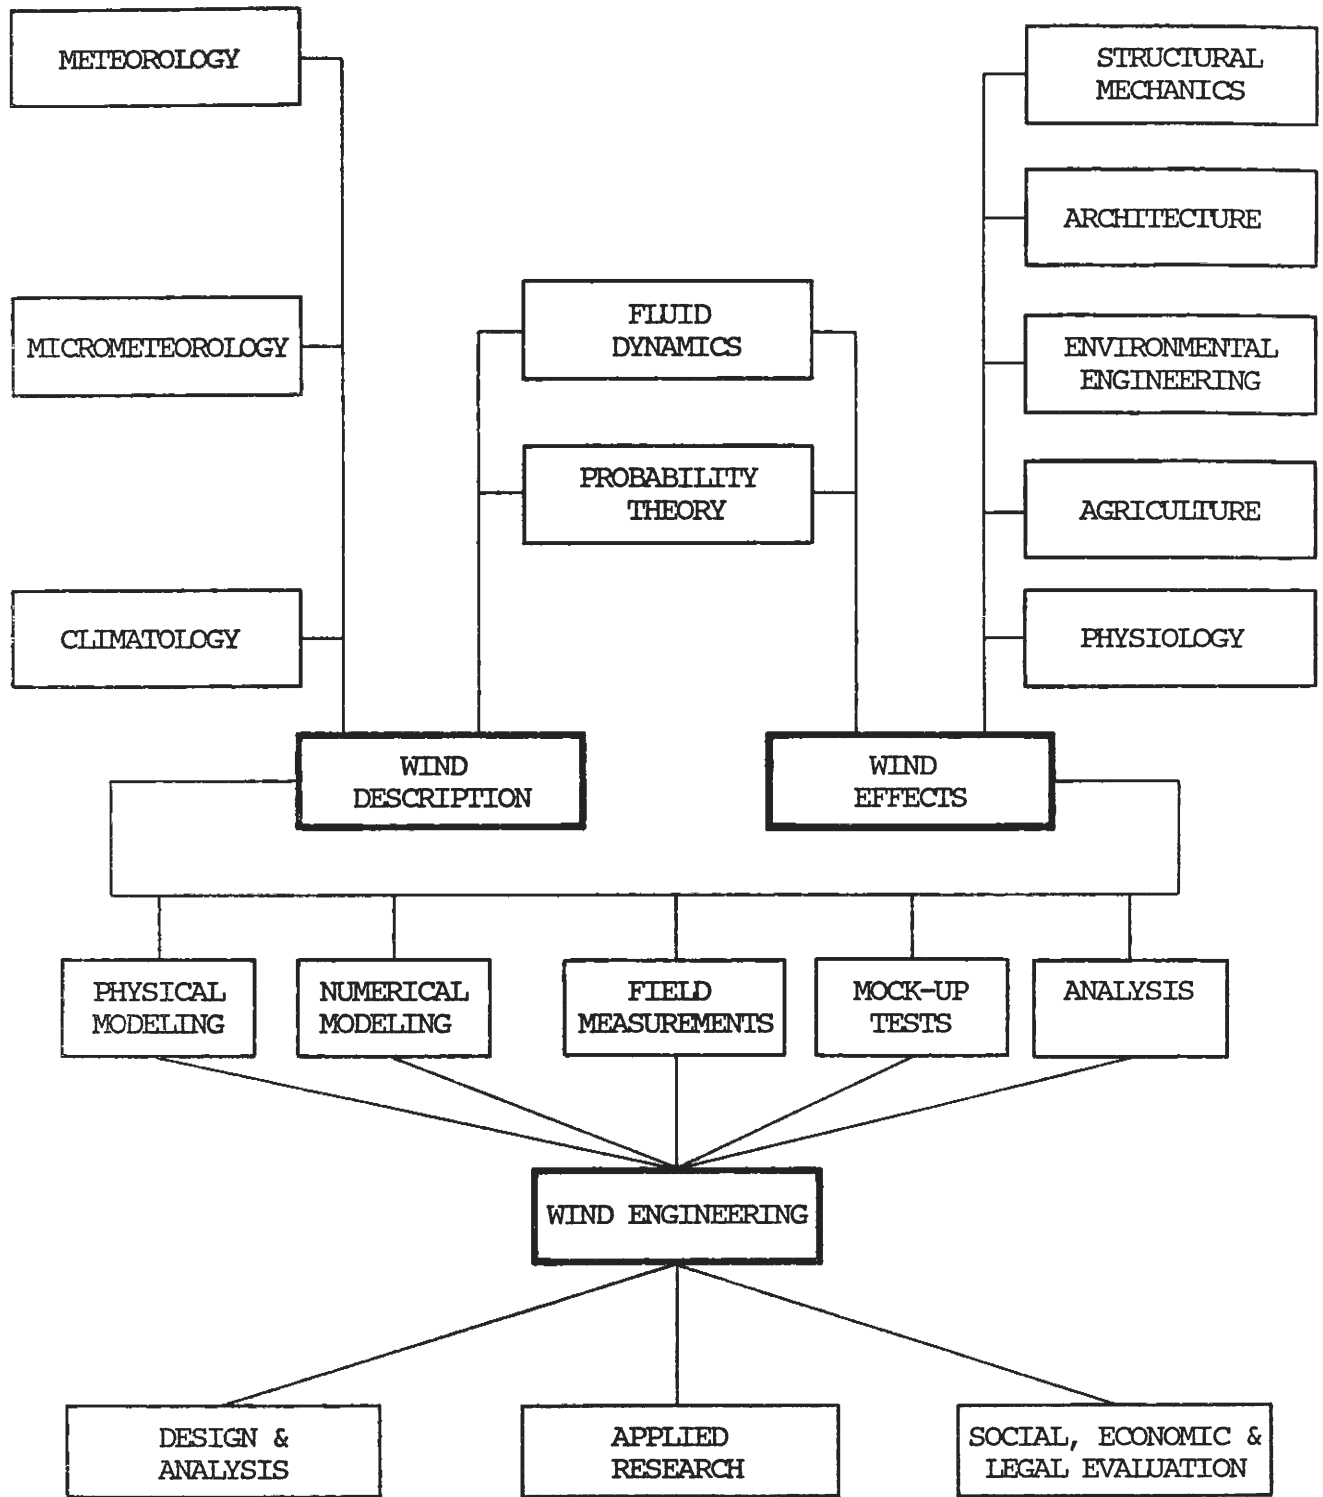 METEOROLOGY
STRUCTURAL
MECHANICS
ARCHITECTURE
FLUID
DYNAMICS
MICROMETEOROLOGY
ENVIRONMENTAL
ENGINEERING
PROBABILITY
THEORY
AGRICULTURE
CLIMATOLOGY
PHYSIOLOGY
WIND
DESCRIPTION
WIND
EFFECTS
PHYSICAL
MODELING
NUMERICAL
MODELING
FIELD
MEASUREMENTS
MOCK-UP
TESTS
ANALYSIS
WIND ENGINEERING
DESIGN &
ANALYSIS
APPLIED
RESEARCH
SOCIAL, ECONOMIC &
LEGAL EVALUATION